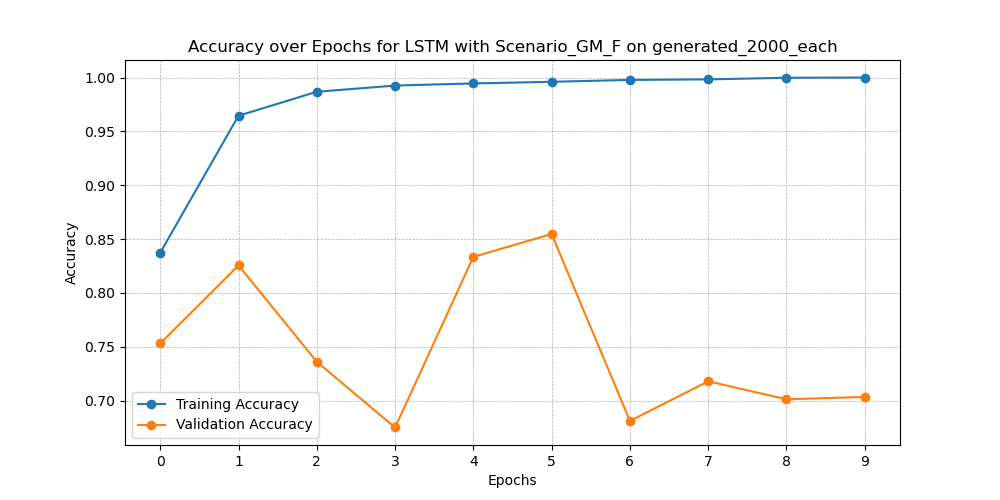 Accuracy over Epochs for LSTM with Scenario_GM_F on generated_2000_each
Accuracy
1.00
0.95
0.90
0.85
0.80
0.75
0.70
Training Accuracy
Validation Accuracy
0 1 2 3 4 5 6 7 8 9
Epochs